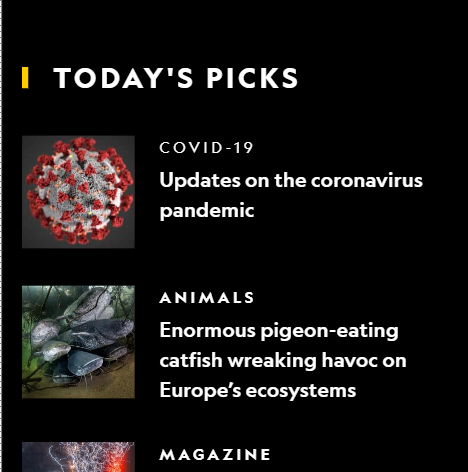 TODAY'S PICKS
COVID-19
Updates on the coronavirus
pandemic
ANIMALS
Enormous pigeon-eating
catfish wreaking havoc on
Europe’s ecosystems
MAGAZINE